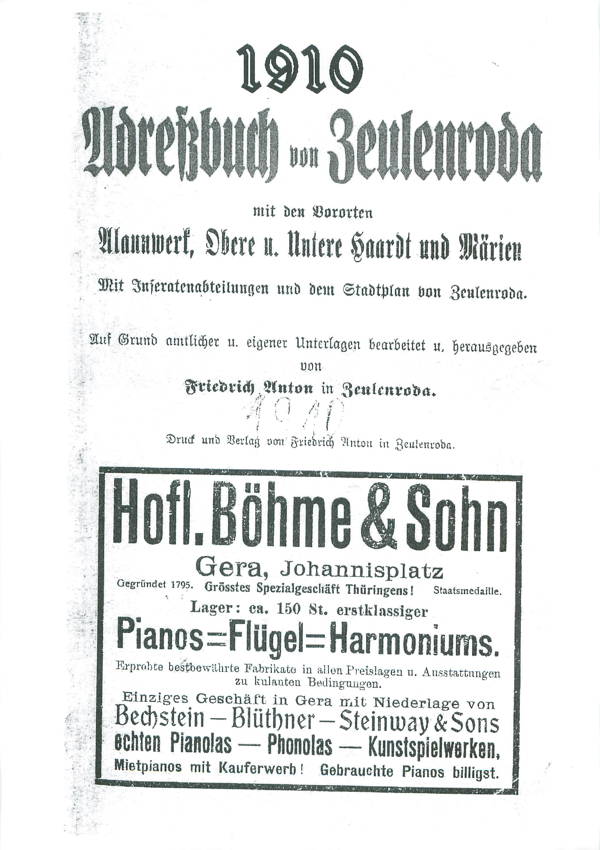 1910
Adreßbuch von Zeulenroda
mit den Vororten
Alaunwerk, Obere u. Untere Haardt und Märien
Mit Inseratenabteilungen und dem Stadtplan von Zeulenroda.
Auf Grund amtlicher u. eigener Unterlagen bearbeitet u. herausgegeben
von
Friedrich Anton in Zeulenroda.
1910
Druck und Verlag von Friedrich Anton in Zeulenroda.
Hofl. Böhme & Sohn
Gera, Johannisplatz
Gegründet 1795. Grösstes Spezialgeschäft Thüringens! Staatsmedaille.
Lager: ca. 150 St. erstklassiger
Pianos=Flügel=Harmoniums.
Erprobte bestbewährte Fabrikate in allen Preislagen u. Ausstattungen
zu kulanten Bedingungen.
Einziges Geschäft in Gera mit Niederlage von
Bechstein — Blüthner — Steinway & Sons
echten Pianolas — Phonolas — Kunstspielwerken,
Mietpianos mit Kauferwerb! Gebrauchte Pianos billigst.